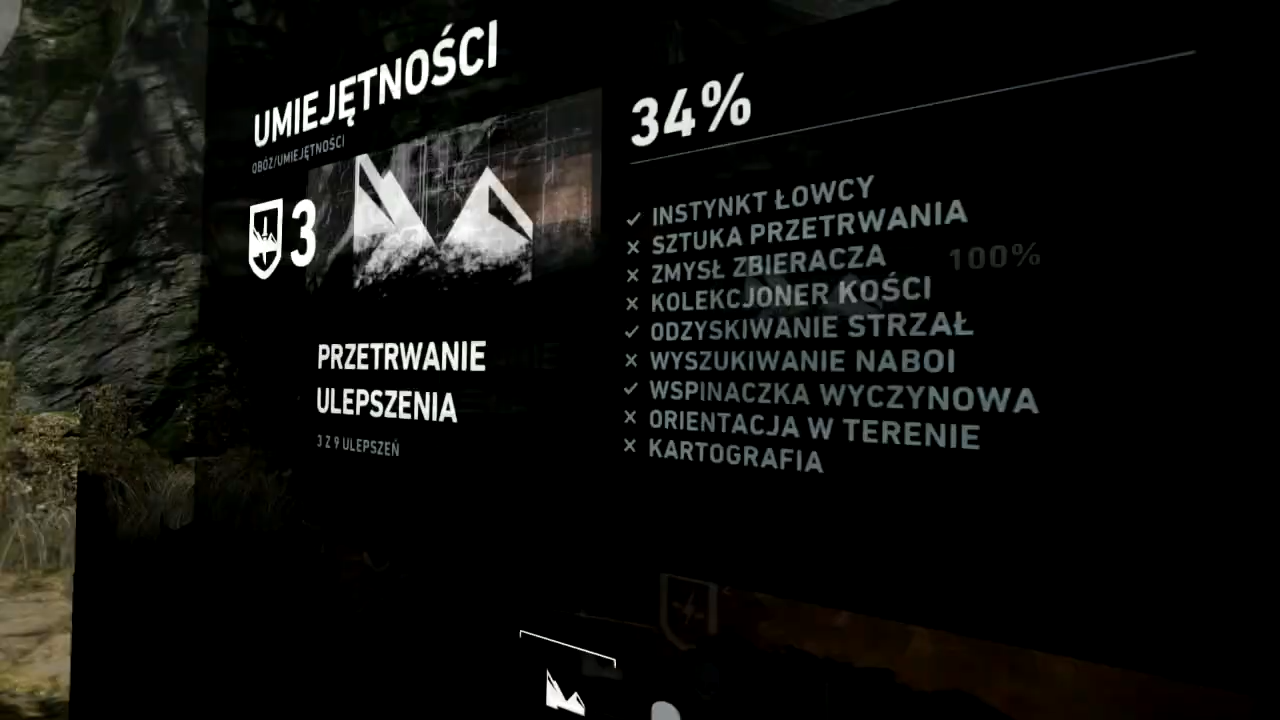 UMIEJĘTNOŚCI
OBÓZ/UMIEJĘTNOŚCI
3
PRZETRWANIE
ULEPSZENIA
3 Z 9 ULEPSZEŃ
34%
INSTYNKT ŁOWCY
SZTUKA PRZETRWANIA
ZMYSŁ ZBIERACZA
100%
KOLEKCJONER KOŚCI
ODZYSKIWANIE STRZAŁ
WYSZUKIWANIE NABOI
WSPINACZKA WYCZYNOWA
ORIENTACJA W TERENIE
KARTOGRAFIA